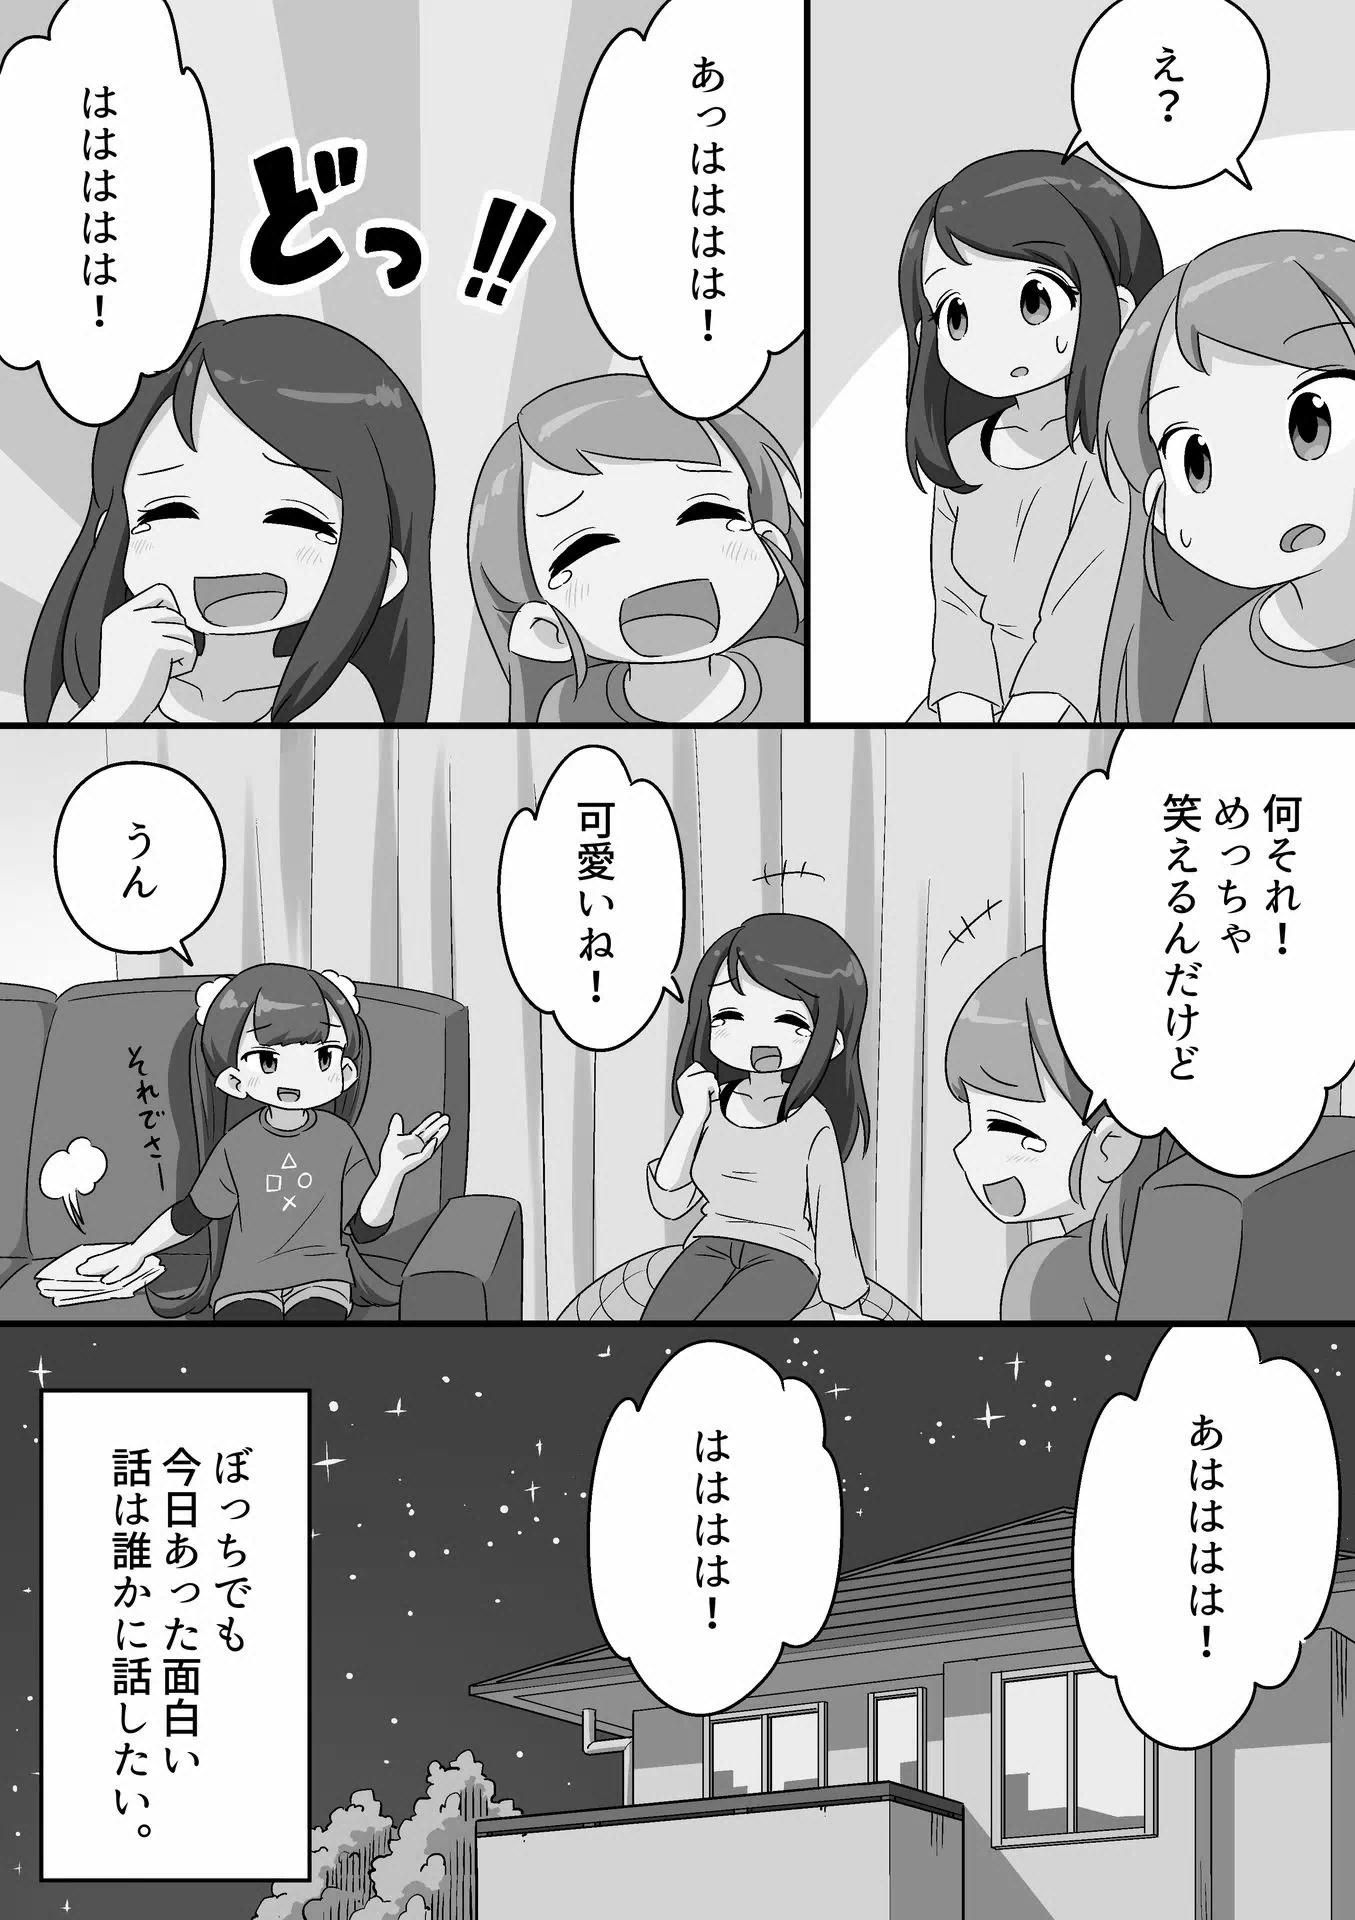 え？
あっはははは！
どっ!!
ははははは！
何それ！
めっちゃ
笑えるんだけど
可愛いね！
うん
それでさー
あはははは！
はははは！
ぼっちでも
今日あった面白い
話は誰かに話したい。